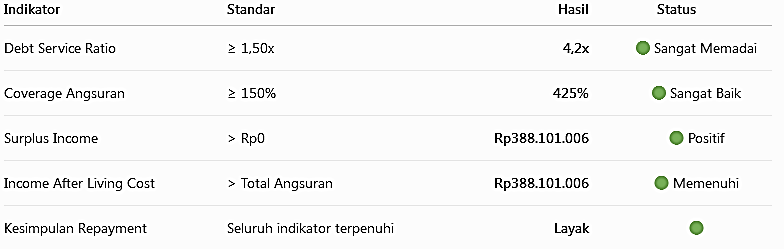 Indikator Standar Hasil Status
Debt Service Ratio ≥ 1,50x 4,2x Sangat Memadai
Coverage Angsuran ≥ 150% 425% Sangat Baik
Surplus Income > Rp0 Rp388.101.006 Positif
Income After Living Cost > Total Angsuran Rp388.101.006 Memenuhi
Kesimpulan Repayment Seluruh indikator terpenuhi Layak